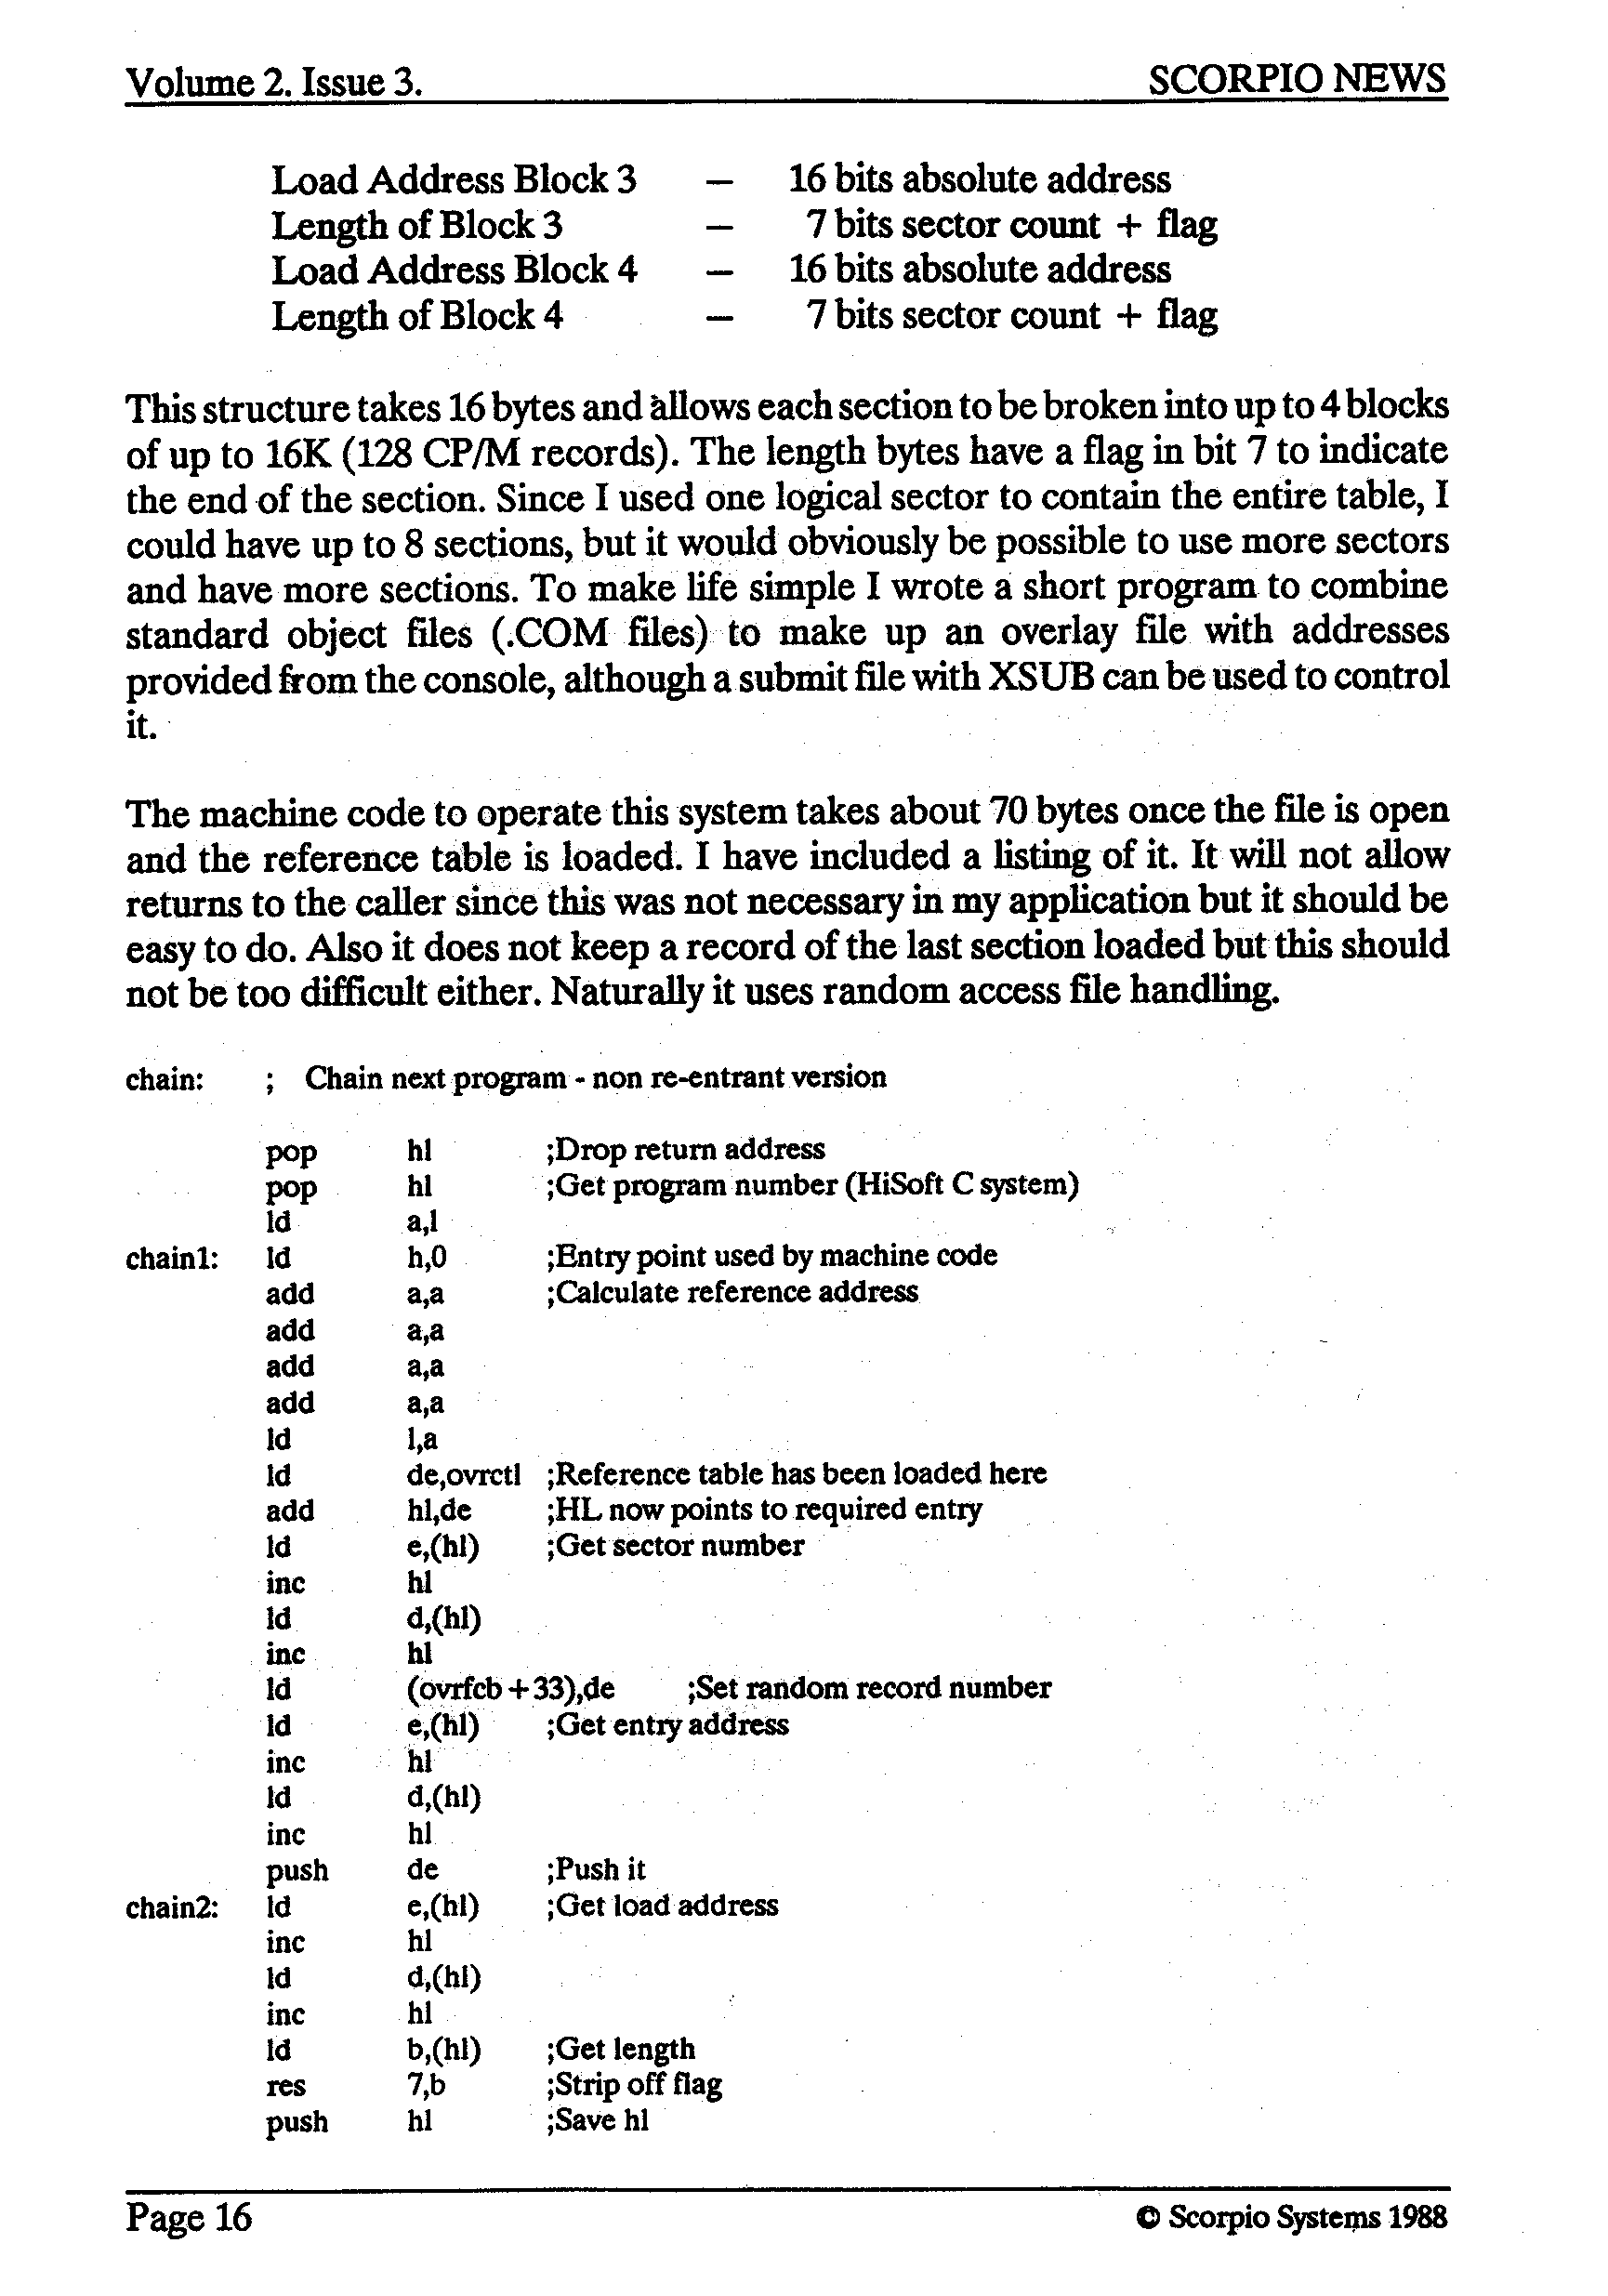 Volume 2. Issue 3. SCORPIO NEWS
Load Address Block 3 – 16 bits absolute address
Length of Block 3 – 7 bits sector count + flag
Load Address Block 4 – 16 bits absolute address
Length of Block 4 – 7 bits sector count + flag
This structure takes 16 bytes and allows each section to be broken into up to 4 blocks
of up to 16K (128 CP/M records). The length bytes have a flag in bit 7 to indicate
the end of the section. Since I used one logical sector to contain the entire table, I
could have up to 8 sections, but it would obviously be possible to use more sectors
and have more sections. To make life simple I wrote a short program to combine
standard object files (.COM files) to make up an overlay file with addresses
provided from the console, although a submit file with XSUB can be used to control
it.
The machine code to operate this system takes about 70 bytes once the file is open
and the reference table is loaded. I have included a listing of it. It will not allow
returns to the caller since this was not necessary in my application but it should be
easy to do. Also it does not keep a record of the last section loaded but this should
not be too difficult either. Naturally it uses random access file handling.
chain: ; Chain next program - non re-entrant version
pop hl ;Drop return address
pop hl ;Get program number (HiSoft C system)
ld a,l
chain1: ld h,0 ;Entry point used by machine code
add a,a ;Calculate reference address
add a,a
add a,a
add a,a
ld l,a
ld de,ovrctl ;Reference table has been loaded here
add hl,de ;HL now points to required entry
ld e,(hl) ;Get sector number
inc hl
ld d,(hl)
inc hl
ld (ovrfcb+33),de ;Set random record number
ld e,(hl) ;Get entry address
inc hl
ld d,(hl)
inc hl
push de ;Push it
chain2: ld e,(hl) ;Get load address
inc hl
ld d,(hl)
inc hl
ld b,(hl) ;Get length
res 7,b ;Strip off flag
push hl ;Save hl
Page 16 © Scorpio Systems 1988